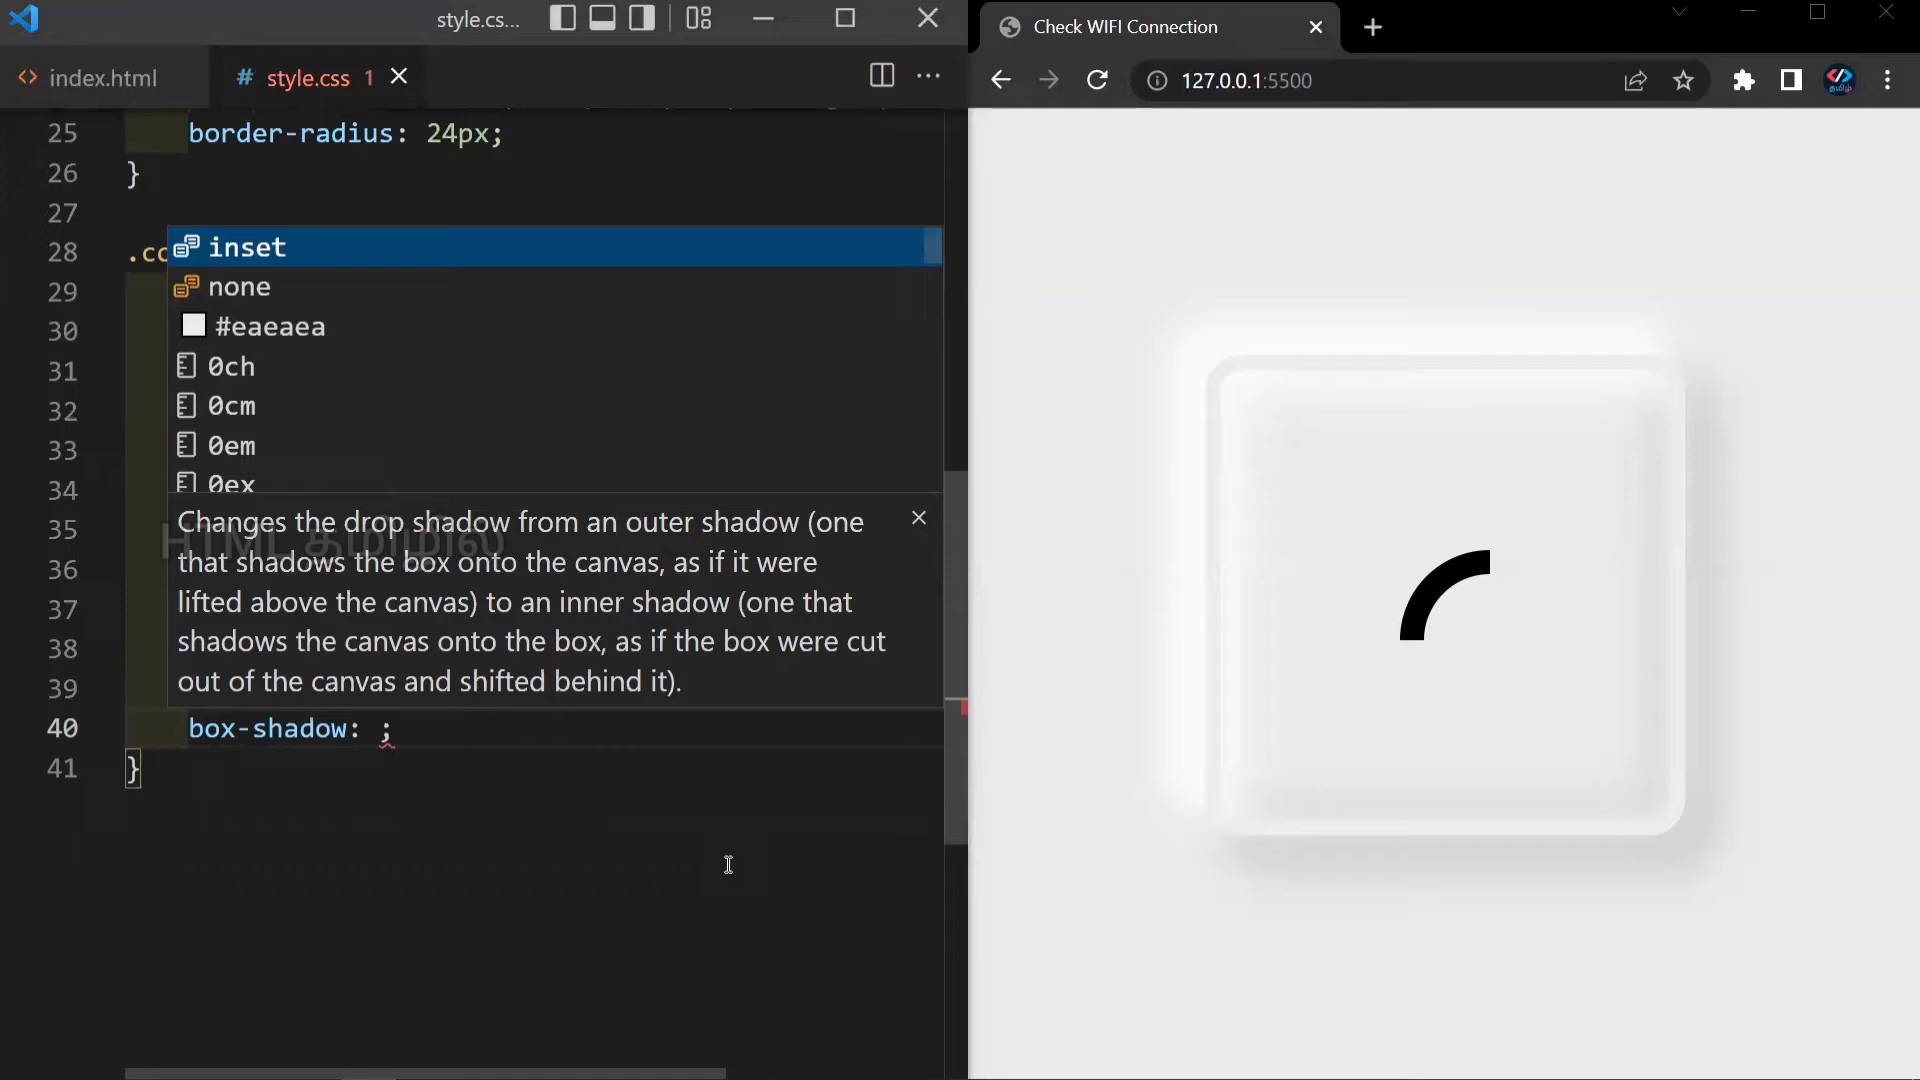 style.cs...
index.html
# style.css 1
25 border-radius: 24px;
26 }
27
28 .cc
29
30
31
32
33
34
35
36
37
38
39
40 box-shadow: ;
41 }
inset
none
#eaeaea
0ch
0cm
0em
0ex
HTML தமிழில்
Changes the drop shadow from an outer shadow (one
that shadows the box onto the canvas, as if it were
lifted above the canvas) to an inner shadow (one that
shadows the canvas onto the box, as if the box were cut
out of the canvas and shifted behind it).
Check WIFI Connection
127.0.0.1:5500
தமிழ்